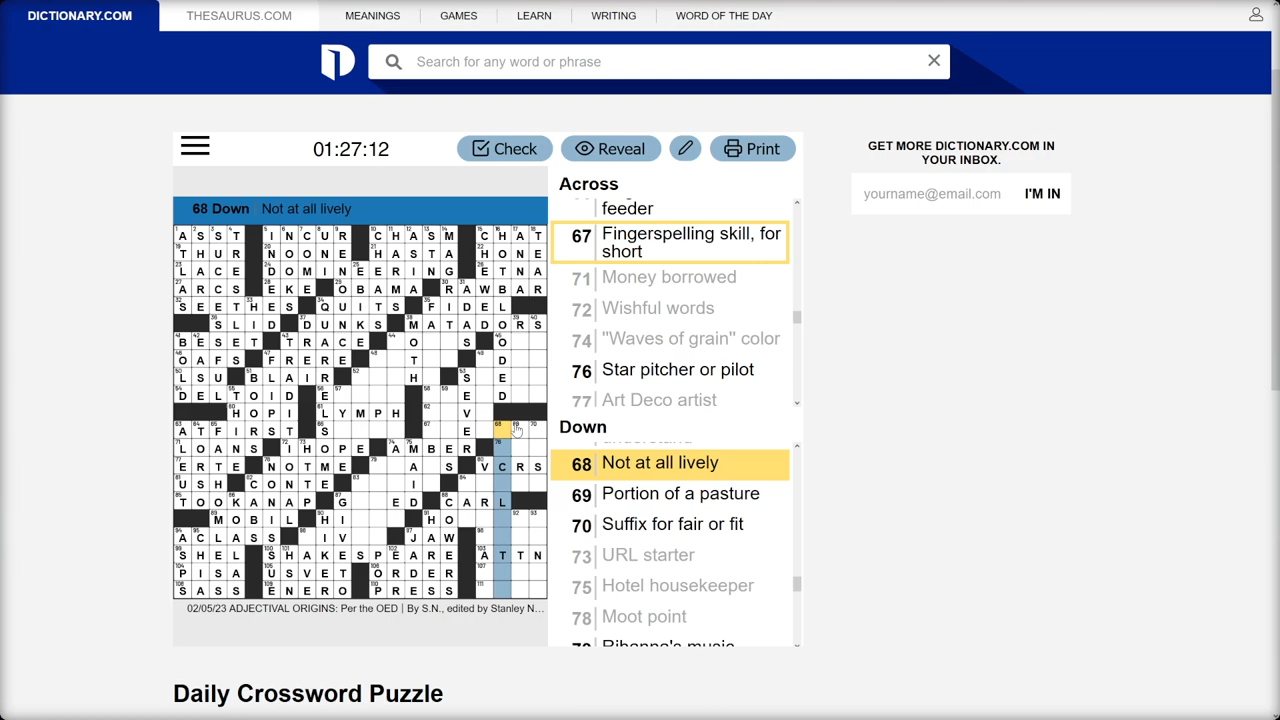 DICTIONARY.COM
THESAURUS.COM
MEANINGS
GAMES
LEARN
WRITING
WORD OF THE DAY
Search for any word or phrase
01:27:12
Check
Reveal
Print
68 Down Not at all lively
Across
feeder
67 Fingerspelling skill, for
short
71 Money borrowed
72 Wishful words
74 "Waves of grain" color
76 Star pitcher or pilot
77 Art Deco artist
Down
68 Not at all lively
69 Portion of a pasture
70 Suffix for fair or fit
73 URL starter
75 Hotel housekeeper
78 Moot point
GET MORE DICTIONARY.COM IN
YOUR INBOX.
yourname@email.com
I'M IN
A S S T I N C U R C H A S M C H A T
T H U R N O O N E H A S T A H O N E
L A C E D O M I N E E R I N G E T N A
A R C S E K E O B A M A R A W B A R
S E E T H E S Q U I T S F I D E L
S L I D D U N K S M A T A D O R S
B E S E T T R A C E O S O
O A F S F R E R E T D
L S U B L A I R H S E
D E L T O I D E E D
H O P I L Y M P H V
A T F I R S T S E
L O A N S I H O P E A M B E R
E R T E N O T M E A S V C R S
U S H C O N T E I
T O O K A N A P G E D C A R L
M O B I L H I H O
A C L A S S I V J A W
S H E L S H A K E S P E A R E A T T N
P I S A U S V E T O R D E R
S A S S E N E R O P R E S S
02/05/23 ADJECTIVAL ORIGINS: Per the OED | By S.N., edited by Stanley N...
Daily Crossword Puzzle